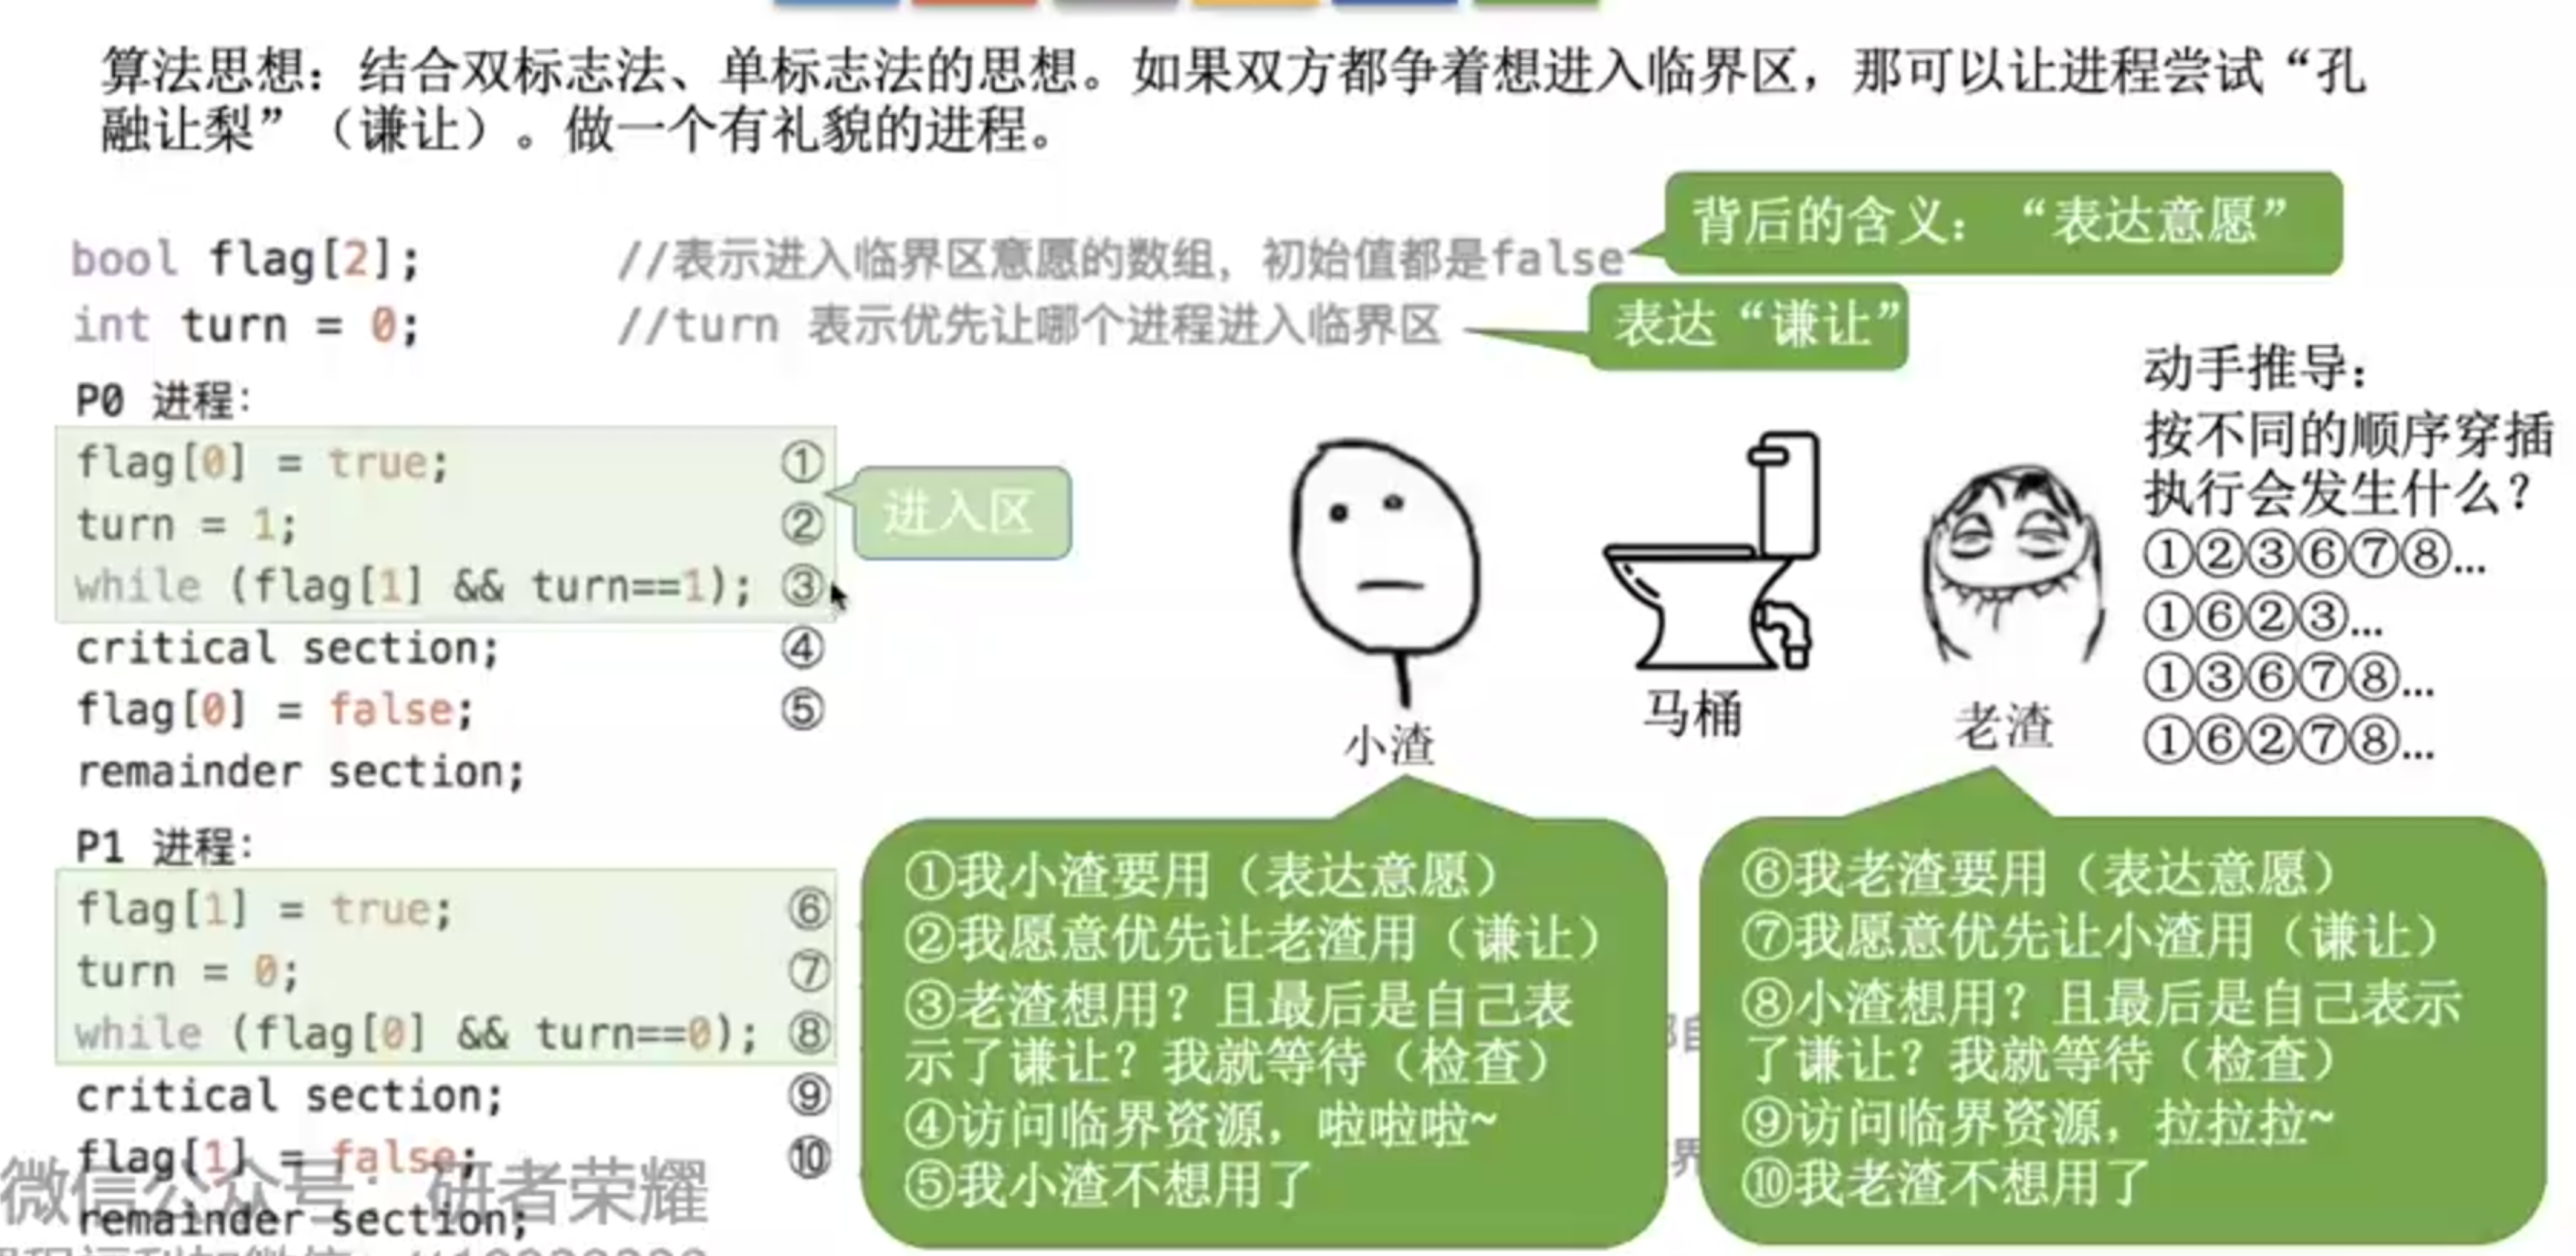 算法思想：结合双标志法、单标志法的思想。如果双方都争着想进入临界区，那可以让进程尝试“孔
融让梨”（谦让）。做一个有礼貌的进程。
背后的含义：“表达意愿”
bool flag[2]; //表示进入临界区意愿的数组，初始值都是false
int turn = 0; //turn 表示优先让哪个进程进入临界区
表达“谦让”
P0 进程：
flag[0] = true; ①
turn = 1; ②
while (flag[1] && turn==1); ③
critical section; ④
flag[0] = false; ⑤
remainder section;
进入区
P1 进程：
flag[1] = true; ⑥
turn = 0; ⑦
while (flag[0] && turn==0); ⑧
critical section; ⑨
flag[1] = false; ⑩
remainder section;
小渣
马桶
老渣
动手推导：
按不同的顺序穿插
执行会发生什么？
①②③⑥⑦⑧...
①⑥②③...
①③⑥⑦⑧...
①⑥②⑦⑧...
①我小渣要用（表达意愿）
②我愿意优先让老渣用（谦让）
③老渣想用？且最后是自己表
示了谦让？我就等待（检查）
④访问临界资源，啦啦啦~
⑤我小渣不想用了
⑥我老渣要用（表达意愿）
⑦我愿意优先让小渣用（谦让）
⑧小渣想用？且最后是自己表示
了谦让？我就等待（检查）
⑨访问临界资源，拉拉拉~
⑩我老渣不想用了
界
微信公众号：研者荣耀